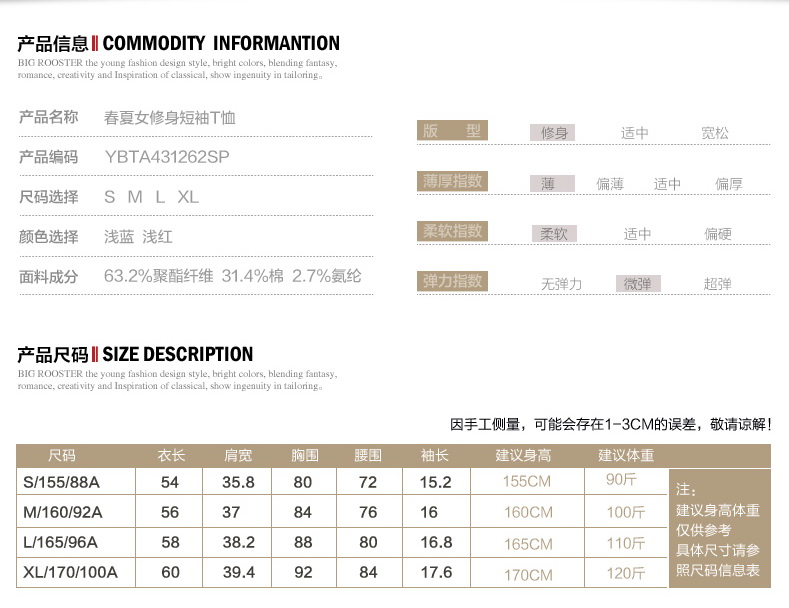 产品信息 COMMODITY INFORMANTION
BIG ROOSTER the young fashion design style, bright colors, blending fantasy,
romance, creativity and Inspiration of classical, show ingenuity in tailoring。
产品名称 春夏女修身短袖T恤
产品编码 YBTA431262SP
尺码选择 S M L XL
颜色选择 浅蓝 浅红
面料成分 63.2%聚酯纤维 31.4%棉 2.7%氨纶
版 型 修身 适中 宽松
薄厚指数 薄 偏薄 适中 偏厚
柔软指数 柔软 适中 偏硬
弹力指数 无弹力 微弹 超弹
产品尺码 SIZE DESCRIPTION
BIG ROOSTER the young fashion design style, bright colors, blending fantasy,
romance, creativity and Inspiration of classical, show ingenuity in tailoring。
因手工侧量，可能会存在1-3CM的误差，敬请谅解！
尺码 衣长 肩宽 胸围 腰围 袖长 建议身高 建议体重
S/155/88A 54 35.8 80 72 15.2 155CM 90斤
M/160/92A 56 37 84 76 16 160CM 100斤
L/165/96A 58 38.2 88 80 16.8 165CM 110斤
XL/170/100A 60 39.4 92 84 17.6 170CM 120斤
注：
建议身高体重
仅供参考
具体尺寸请参
照尺码信息表